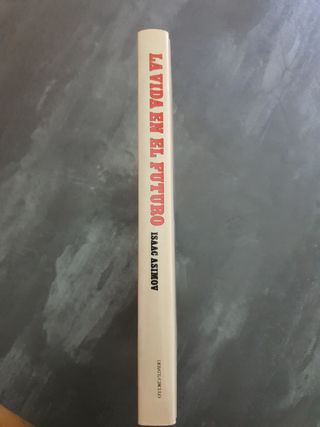 LA VIDA EN EL FUTURO
ISAAC ASIMOV